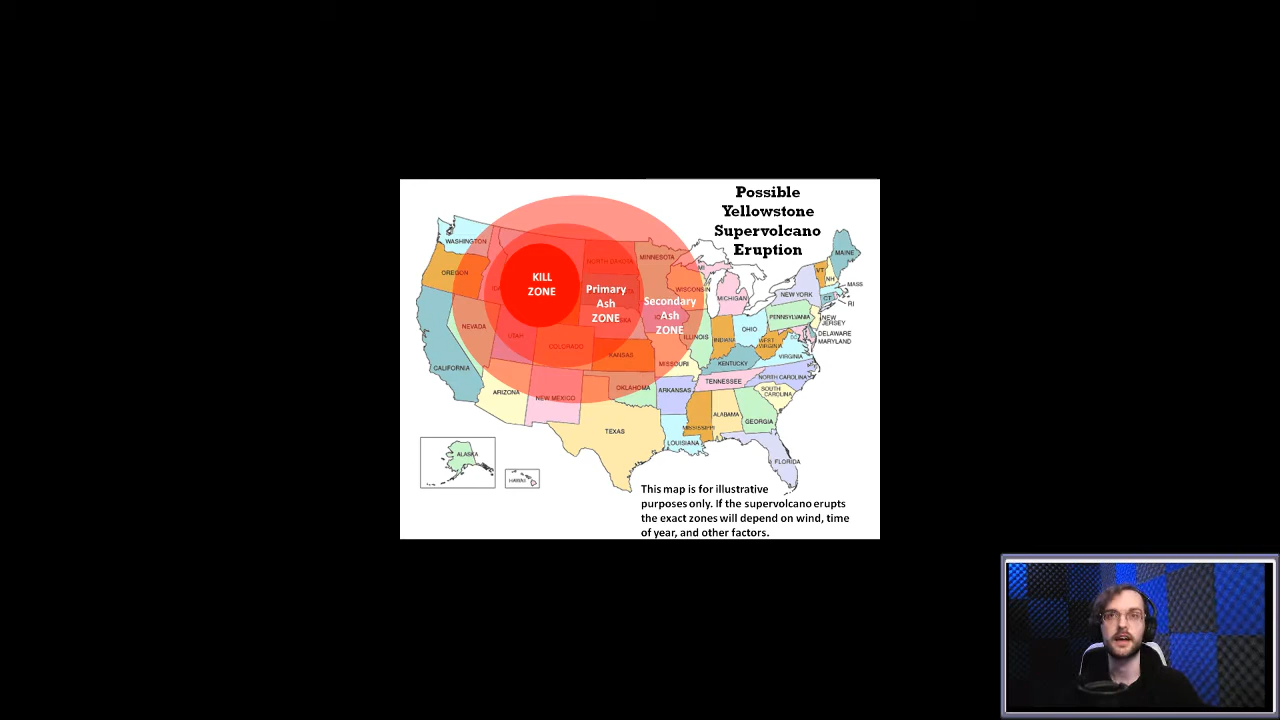 Possible
Yellowstone
Supervolcano
Eruption
WASHINGTON
OREGON
CALIFORNIA
NEVADA
UTAH
ARIZONA
COLORADO
NEW MEXICO
NORTH DAKOTA
KANSAS
OKLAHOMA
TEXAS
MINNESOTA
WISCONSIN
MISSOURI
ARKANSAS
LOUISIANA
ILLINOIS
MI
MICHIGAN
INDIANA
OHIO
KENTUCKY
TENNESSEE
MISSISSIPPI
ALABAMA
GEORGIA
FLORIDA
SOUTH
CAROLINA
NORTH CAROLINA
VIRGINIA
WEST
VIRGINIA
PENNSYLVANIA
NEW YORK
VT
NH
MAINE
MASS
RI
CT
NEW
JERSEY
DELAWARE
MARYLAND
DC
ALASKA
HAWAII
KILL
ZONE
Primary
Ash
ZONE
Secondary
Ash
ZONE
This map is for illustrative
purposes only. If the supervolcano erupts
the exact zones will depend on wind, time
of year, and other factors.